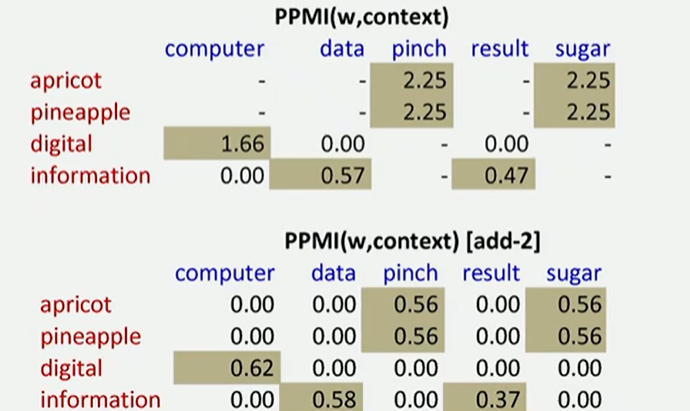 PPMI(w,context)
computer data pinch result sugar
apricot - - 2.25 - 2.25
pineapple - - 2.25 - 2.25
digital 1.66 0.00 - 0.00 -
information 0.00 0.57 - 0.47 -
PPMI(w,context) [add-2]
computer data pinch result sugar
apricot 0.00 0.00 0.56 0.00 0.56
pineapple 0.00 0.00 0.56 0.00 0.56
digital 0.62 0.00 0.00 0.00 0.00
information 0.00 0.58 0.00 0.37 0.00